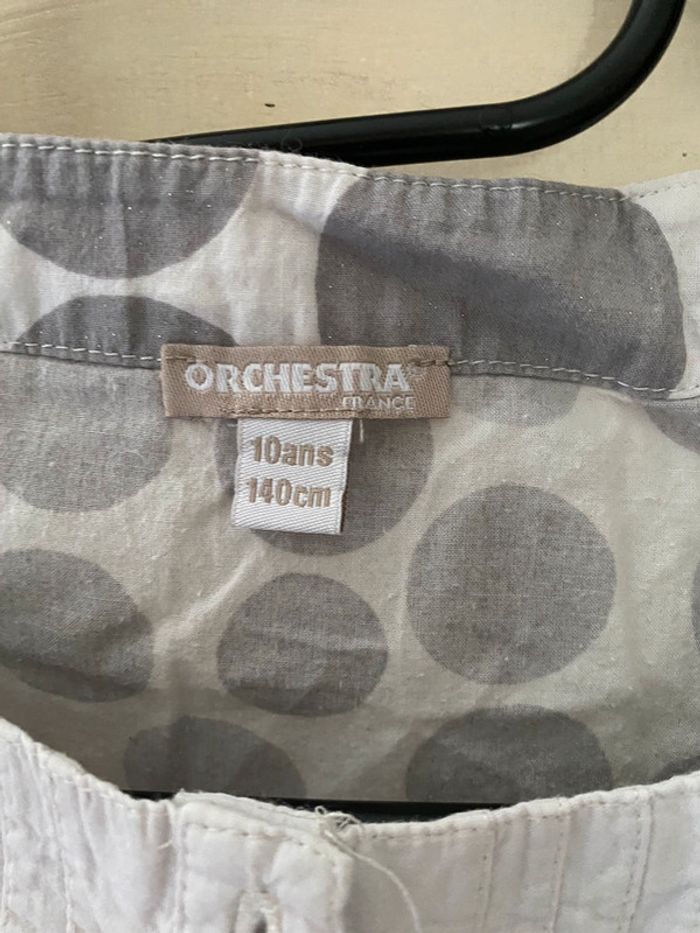 ORCHESTRA
FRANCE
10ans
140cm